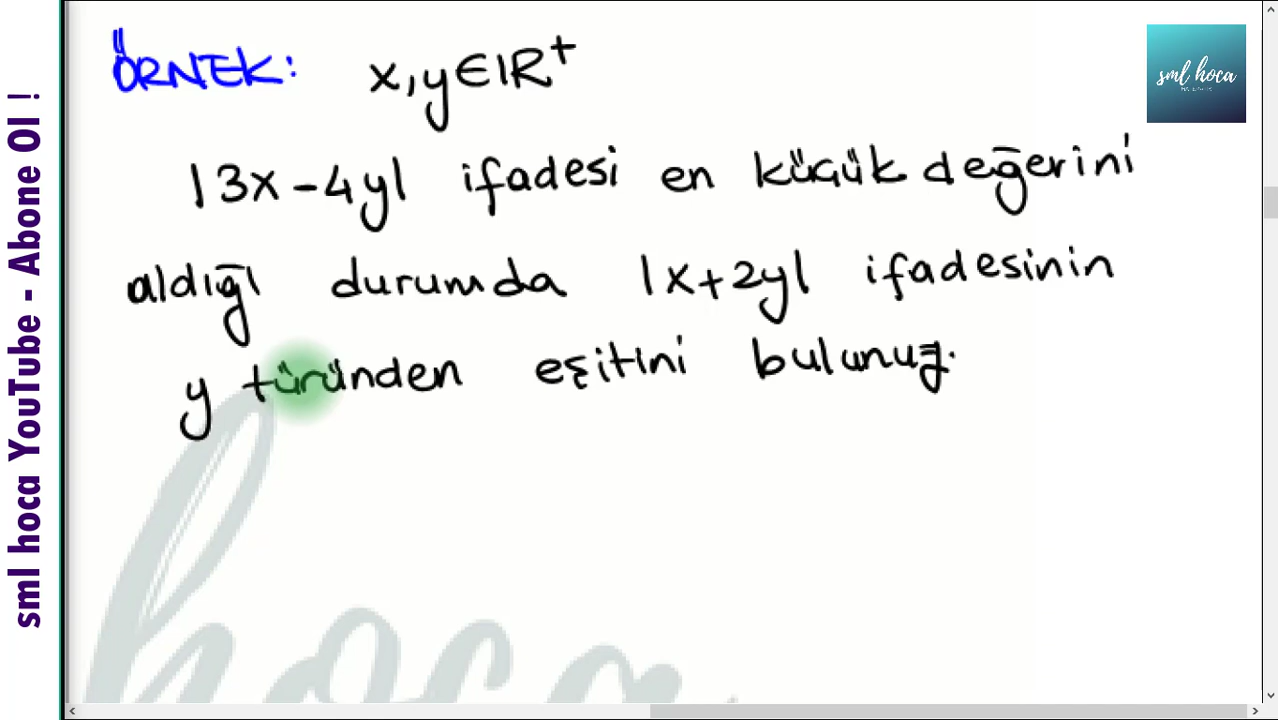 ÖRNEK: x,y∈IR⁺
|3x-4y| ifadesi en küçük değerini
aldığı durumda |x+2y| ifadesinin
y türünden eşitini bulunuz.
sml hoca
sml hoca YouTube - Abone Ol !
hoca